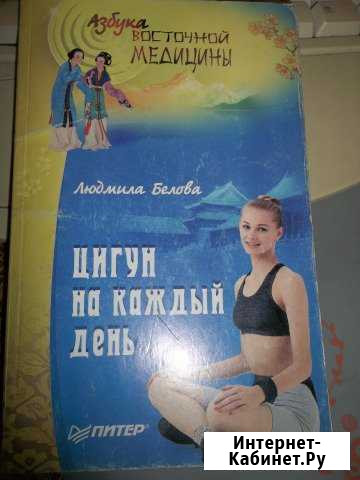 Азбука
ВОСТОЧНОЙ
МЕДИЦИНЫ
Людмила Белова
ЦИГУН
НА КАЖДЫЙ
ДЕНЬ
ПИТЕР
Интернет-
Кабинет.Ру